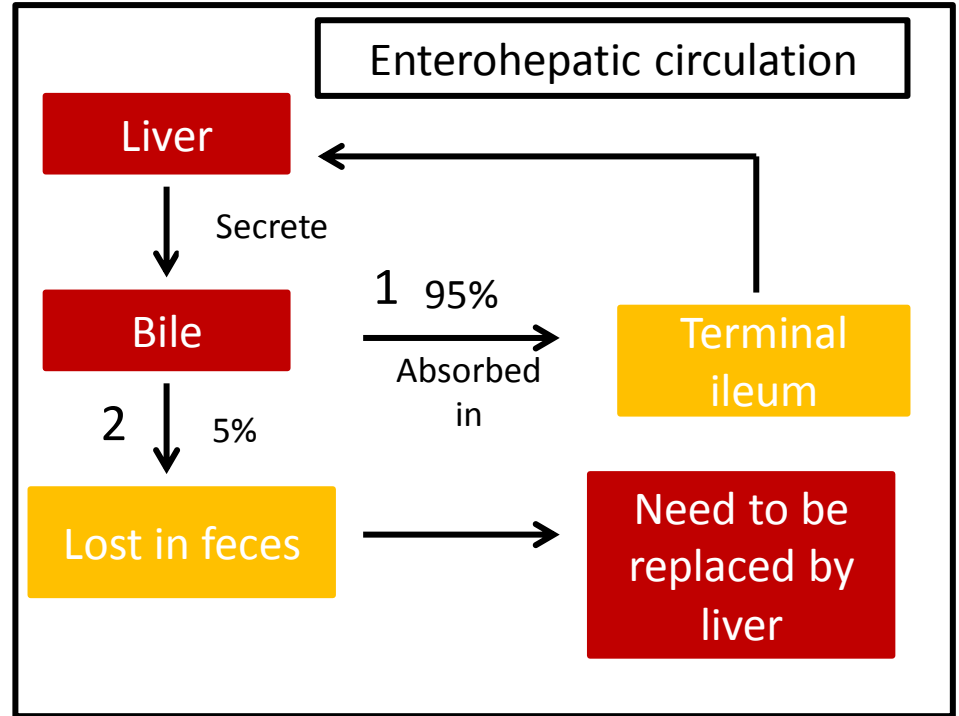 Enterohepatic circulation
Liver
Secrete
Bile
1 95%
Absorbed
in
Terminal
ileum
2 5%
Lost in feces
Need to be
replaced by
liver